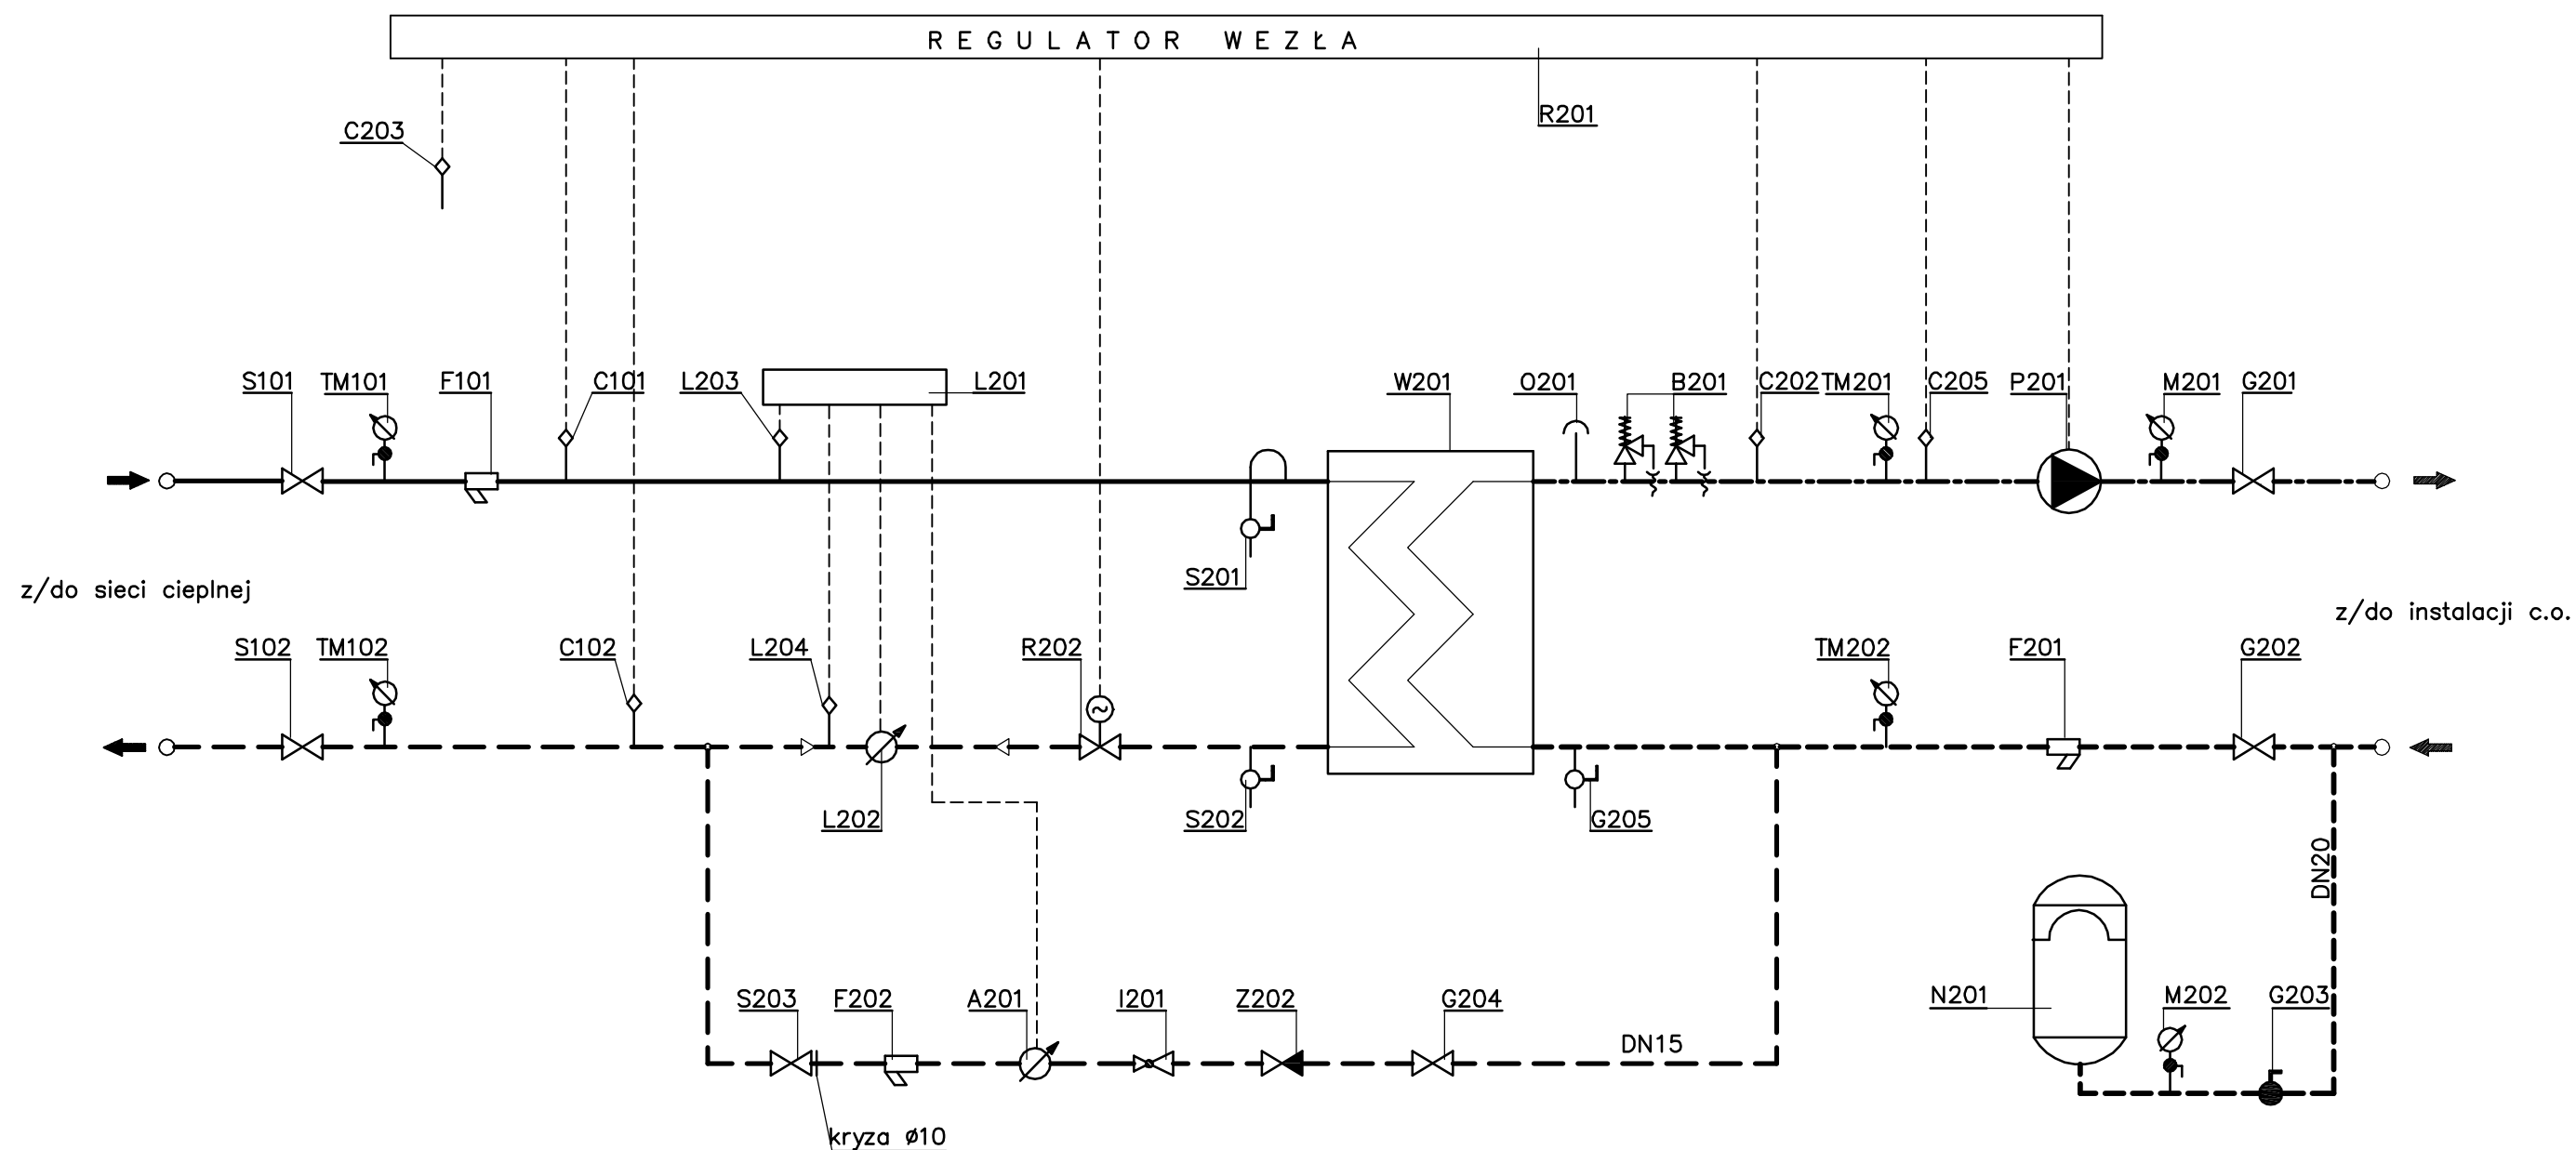 REGULATOR WEZŁA
R201
C203
S101
TM101
F101
C101
L203
L201
W201
O201
B201
C202
TM201
C205
P201
M201
G201
S201
z/do sieci cieplnej
z/do instalacji c.o.
S102
TM102
C102
L204
R202
TM202
F201
G202
L202
S202
G205
DN20
S203
F202
A201
I201
Z202
G204
N201
M202
G203
DN15
kryza ø10